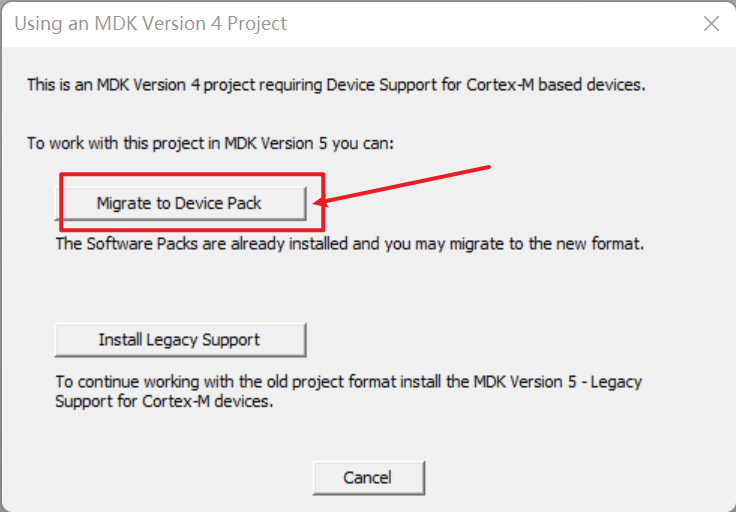 Using an MDK Version 4 Project
This is an MDK Version 4 project requiring Device Support for Cortex-M based devices.
To work with this project in MDK Version 5 you can:
Migrate to Device Pack
The Software Packs are already installed and you may migrate to the new format.
Install Legacy Support
To continue working with the old project format install the MDK Version 5 - Legacy
Support for Cortex-M devices.
Cancel